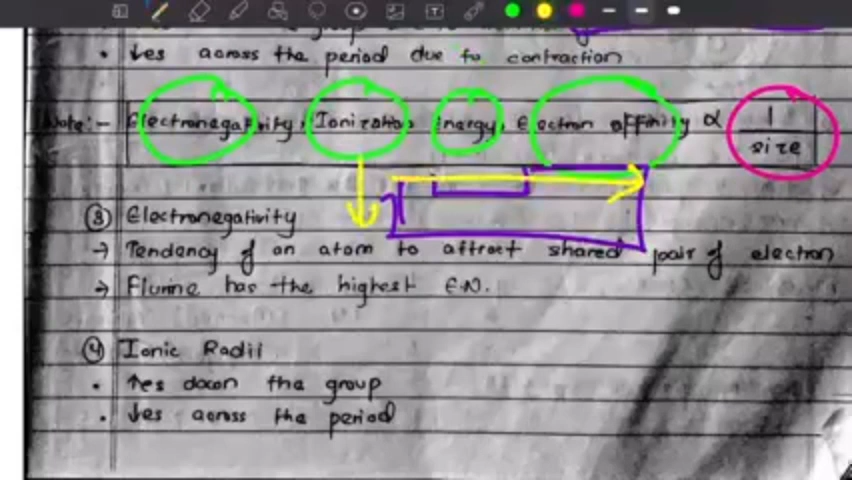 • ↓es across the period due to contraction
Note:- Electronegativity, Ionization Energy, Electron affinity ∝ 1/size
③ Electronegativity
→ Tendency of an atom to attract shared pair of electron
→ Flurine has the highest E.N.
④ Ionic Radii
• ↑es down the group
• ↓es across the period